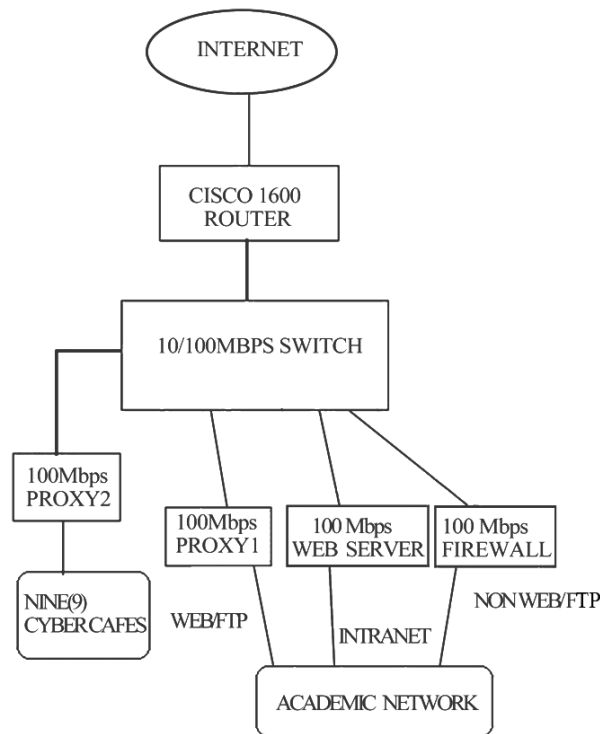 INTERNET
CISCO 1600
ROUTER
10/100MBPS SWITCH
100Mbps
PROXY2
100Mbps
PROXY1
100 Mbps
WEB SERVER
100 Mbps
FIREWALL
NINE(9)
CYBERCAFES
WEB/FTP
INTRANET
NON WEB/FTP
ACADEMIC NETWORK